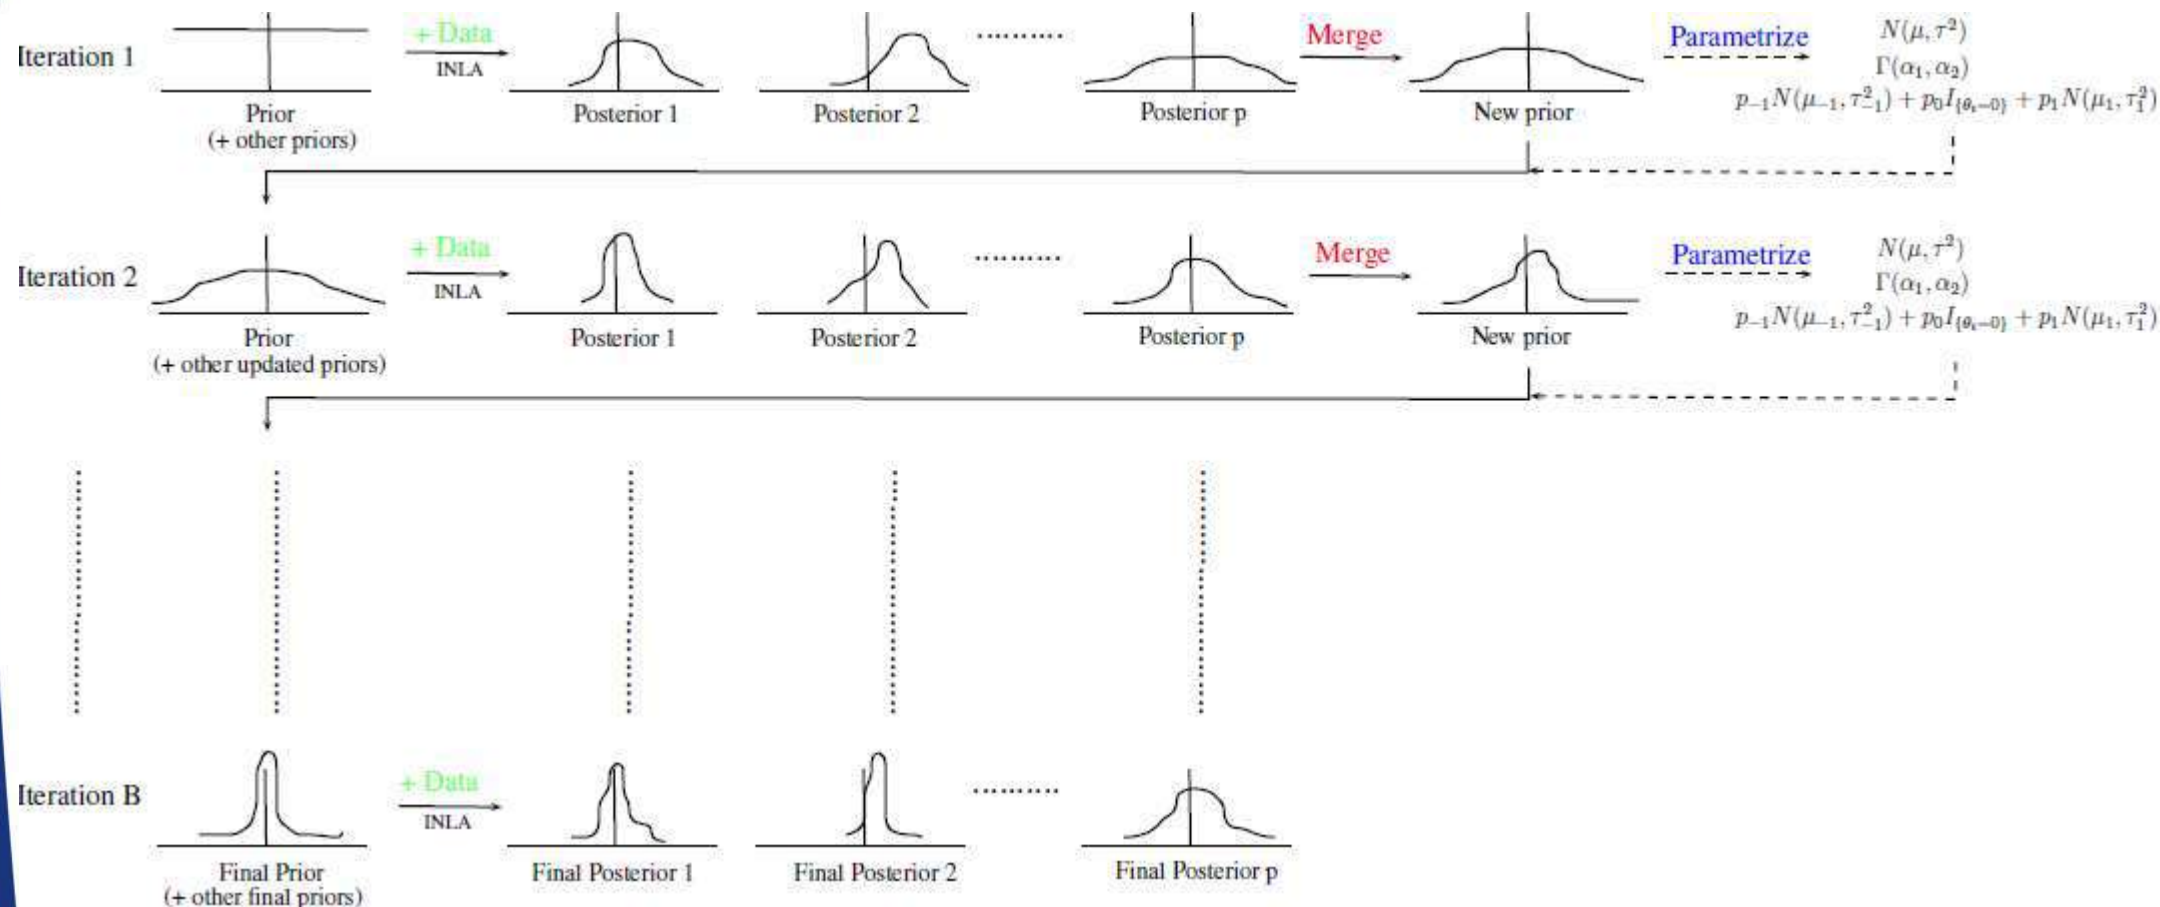 Iteration 1
+ Data
INLA
Merge
Parametrize
N(μ, τ²)
Γ(α₁, α₂)
p₋₁N(μ₋₁, τ²₋₁) + p₀I_{θᵢ=0} + p₁N(μ₁, τ²₁)
Prior
(+ other priors)
Posterior 1
Posterior 2
..........
Posterior p
New prior
Iteration 2
+ Data
INLA
Merge
Parametrize
N(μ, τ²)
Γ(α₁, α₂)
p₋₁N(μ₋₁, τ²₋₁) + p₀I_{θᵢ=0} + p₁N(μ₁, τ²₁)
Prior
(+ other updated priors)
Posterior 1
Posterior 2
..........
Posterior p
New prior
Iteration B
+ Data
INLA
Final Prior
(+ other final priors)
Final Posterior 1
Final Posterior 2
..........
Final Posterior p